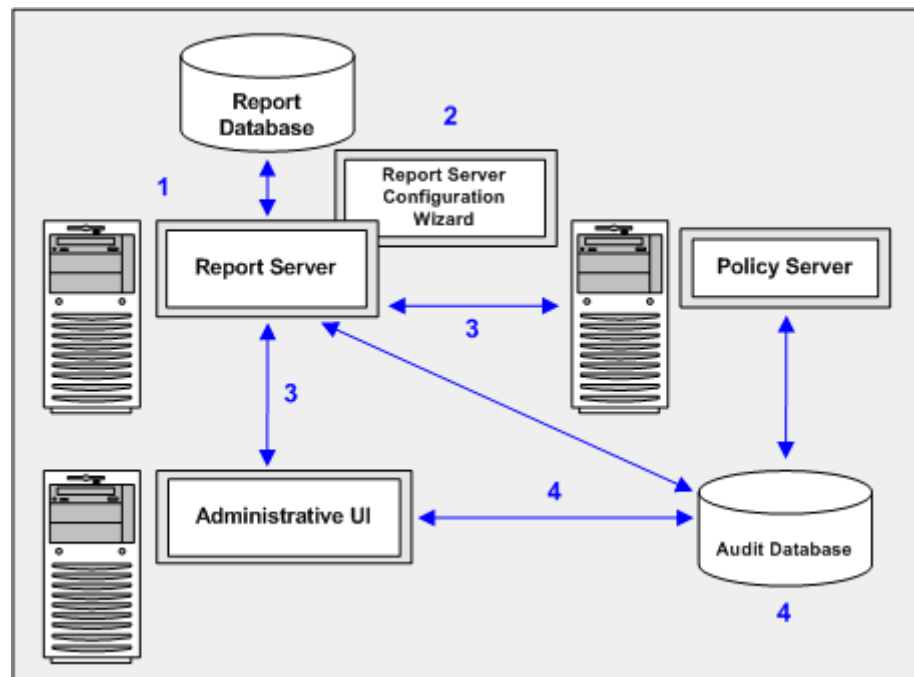 Report
Database
2
1
Report Server
Configuration
Wizard
Report Server
Policy Server
3
3
Administrative UI
4
Audit Database
4